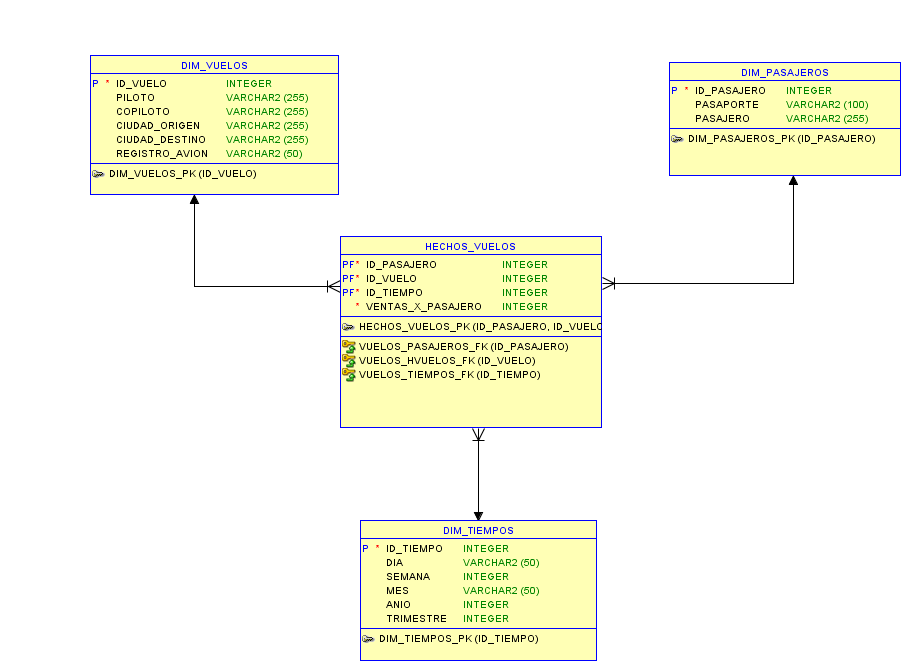 DIM_VUELOS
P * ID_VUELO INTEGER
PILOTO VARCHAR2 (255)
COPILOTO VARCHAR2 (255)
CIUDAD_ORIGEN VARCHAR2 (255)
CIUDAD_DESTINO VARCHAR2 (255)
REGISTRO_AVION VARCHAR2 (50)
DIM_VUELOS_PK (ID_VUELO)
DIM_PASAJEROS
P * ID_PASAJERO INTEGER
PASAPORTE VARCHAR2 (100)
PASAJERO VARCHAR2 (255)
DIM_PASAJEROS_PK (ID_PASAJERO)
HECHOS_VUELOS
PF* ID_PASAJERO INTEGER
PF* ID_VUELO INTEGER
PF* ID_TIEMPO INTEGER
* VENTAS_X_PASAJERO INTEGER
HECHOS_VUELOS_PK (ID_PASAJERO, ID_VUELO
VUELOS_PASAJEROS_FK (ID_PASAJERO)
VUELOS_HVUELOS_FK (ID_VUELO)
VUELOS_TIEMPOS_FK (ID_TIEMPO)
DIM_TIEMPOS
P * ID_TIEMPO INTEGER
DIA VARCHAR2 (50)
SEMANA INTEGER
MES VARCHAR2 (50)
ANIO INTEGER
TRIMESTRE INTEGER
DIM_TIEMPOS_PK (ID_TIEMPO)